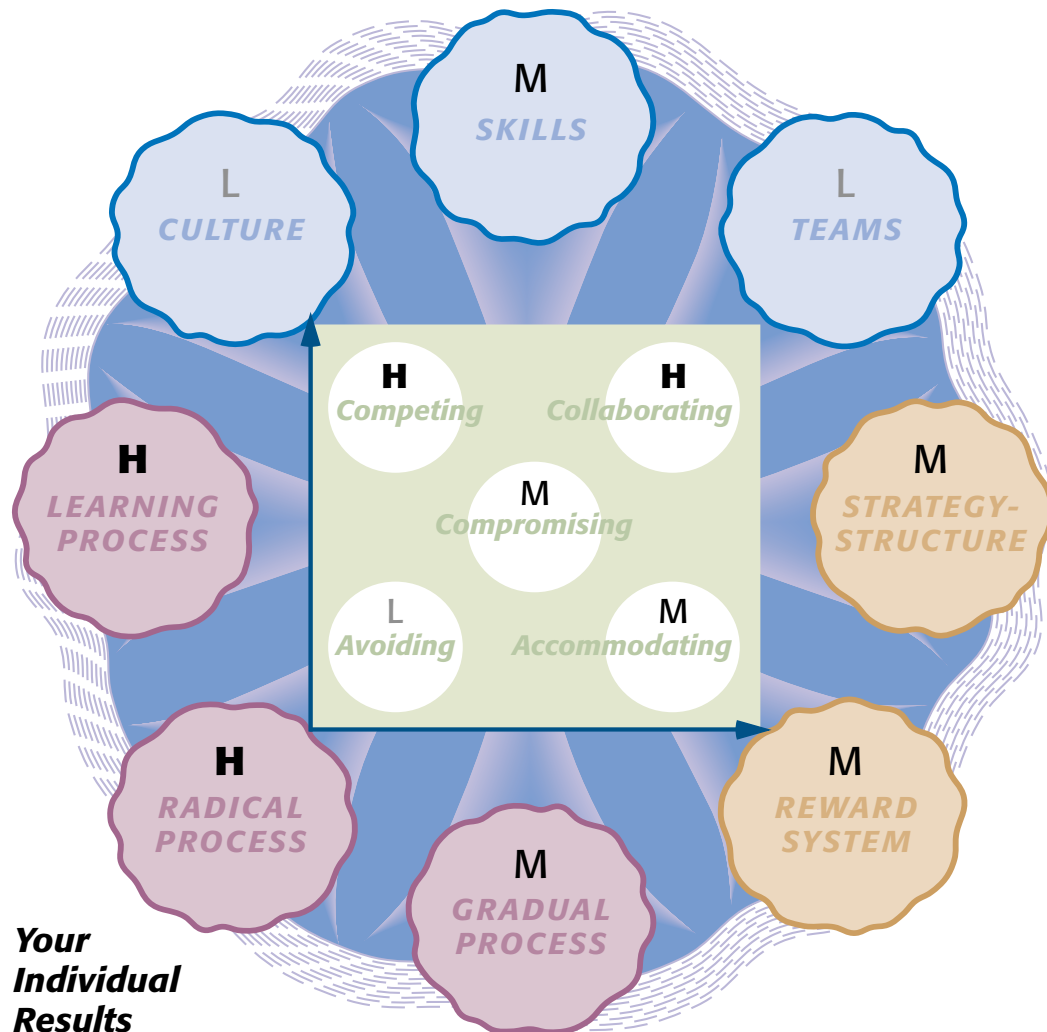 M
SKILLS
L
CULTURE
L
TEAMS
H
Competing
H
Collaborating
H
LEARNING
PROCESS
M
Compromising
M
STRATEGY-
STRUCTURE
L
Avoiding
M
Accommodating
H
RADICAL
PROCESS
M
REWARD
SYSTEM
M
GRADUAL
PROCESS
Your
Individual
Results